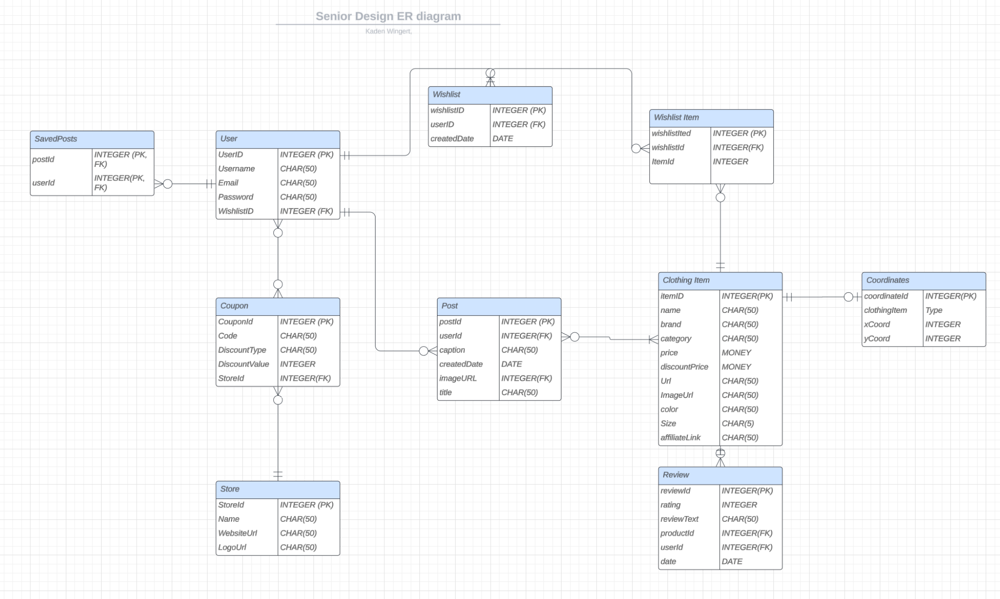 Senior Design ER diagram
Kaden Wingert,
Wishlist
wishlistID INTEGER (PK)
userID INTEGER (FK)
createdDate DATE
Wishlist Item
wishlistIted INTEGER (PK)
wishlistId INTEGER(FK)
ItemId INTEGER
SavedPosts
postId INTEGER (PK,
FK)
userId INTEGER(PK,
FK)
User
UserID INTEGER (PK)
Username CHAR(50)
Email CHAR(50)
Password CHAR(50)
WishlistID INTEGER (FK)
Coupon
CouponId INTEGER (PK)
Code CHAR(50)
DiscountType CHAR(50)
DiscountValue INTEGER
StoreId INTEGER(FK)
Post
postId INTEGER (PK)
userId INTEGER(FK)
caption CHAR(50)
createdDate DATE
imageURL INTEGER(FK)
title CHAR(50)
Clothing Item
itemID INTEGER(PK)
name CHAR(50)
brand CHAR(50)
category CHAR(50)
price MONEY
discountPrice MONEY
Url CHAR(50)
ImageUrl CHAR(50)
color CHAR(50)
Size CHAR(5)
affiliateLink CHAR(50)
Coordinates
coordinateId INTEGER(PK)
clothingItem Type
xCoord INTEGER
yCoord INTEGER
Store
StoreId INTEGER (PK)
Name CHAR(50)
WebsiteUrl CHAR(50)
LogoUrl CHAR(50)
Review
reviewId INTEGER(PK)
rating INTEGER
reviewText CHAR(50)
productId INTEGER(FK)
userId INTEGER(FK)
date DATE